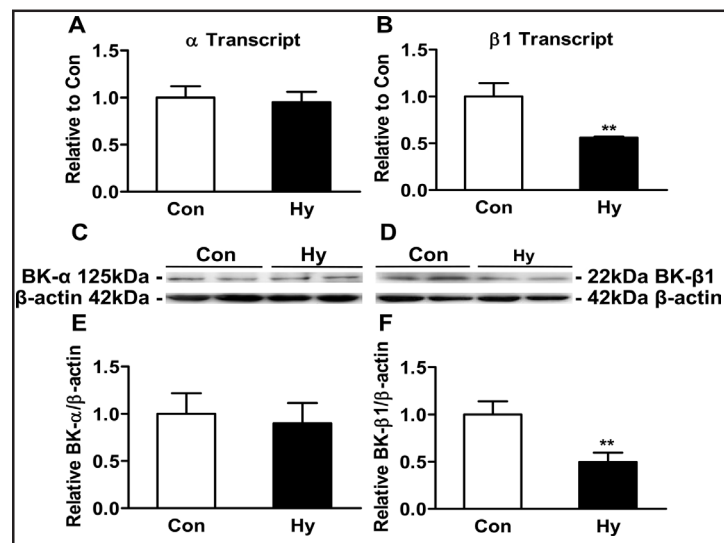 A
α Transcript
Relative to Con
1.5
1.0
0.5
0.0
Con
Hy
B
β1 Transcript
Relative to Con
1.5
1.0
0.5
0.0
**
Con
Hy
C
Con
Hy
BK-α 125kDa -
β-actin 42kDa -
D
Con
Hy
- 22kDa BK-β1
- 42kDa β-actin
E
Relative BK-α/β-actin
1.5
1.0
0.5
0.0
Con
Hy
F
Relative BK-β1/β-actin
1.5
1.0
0.5
0.0
**
Con
Hy